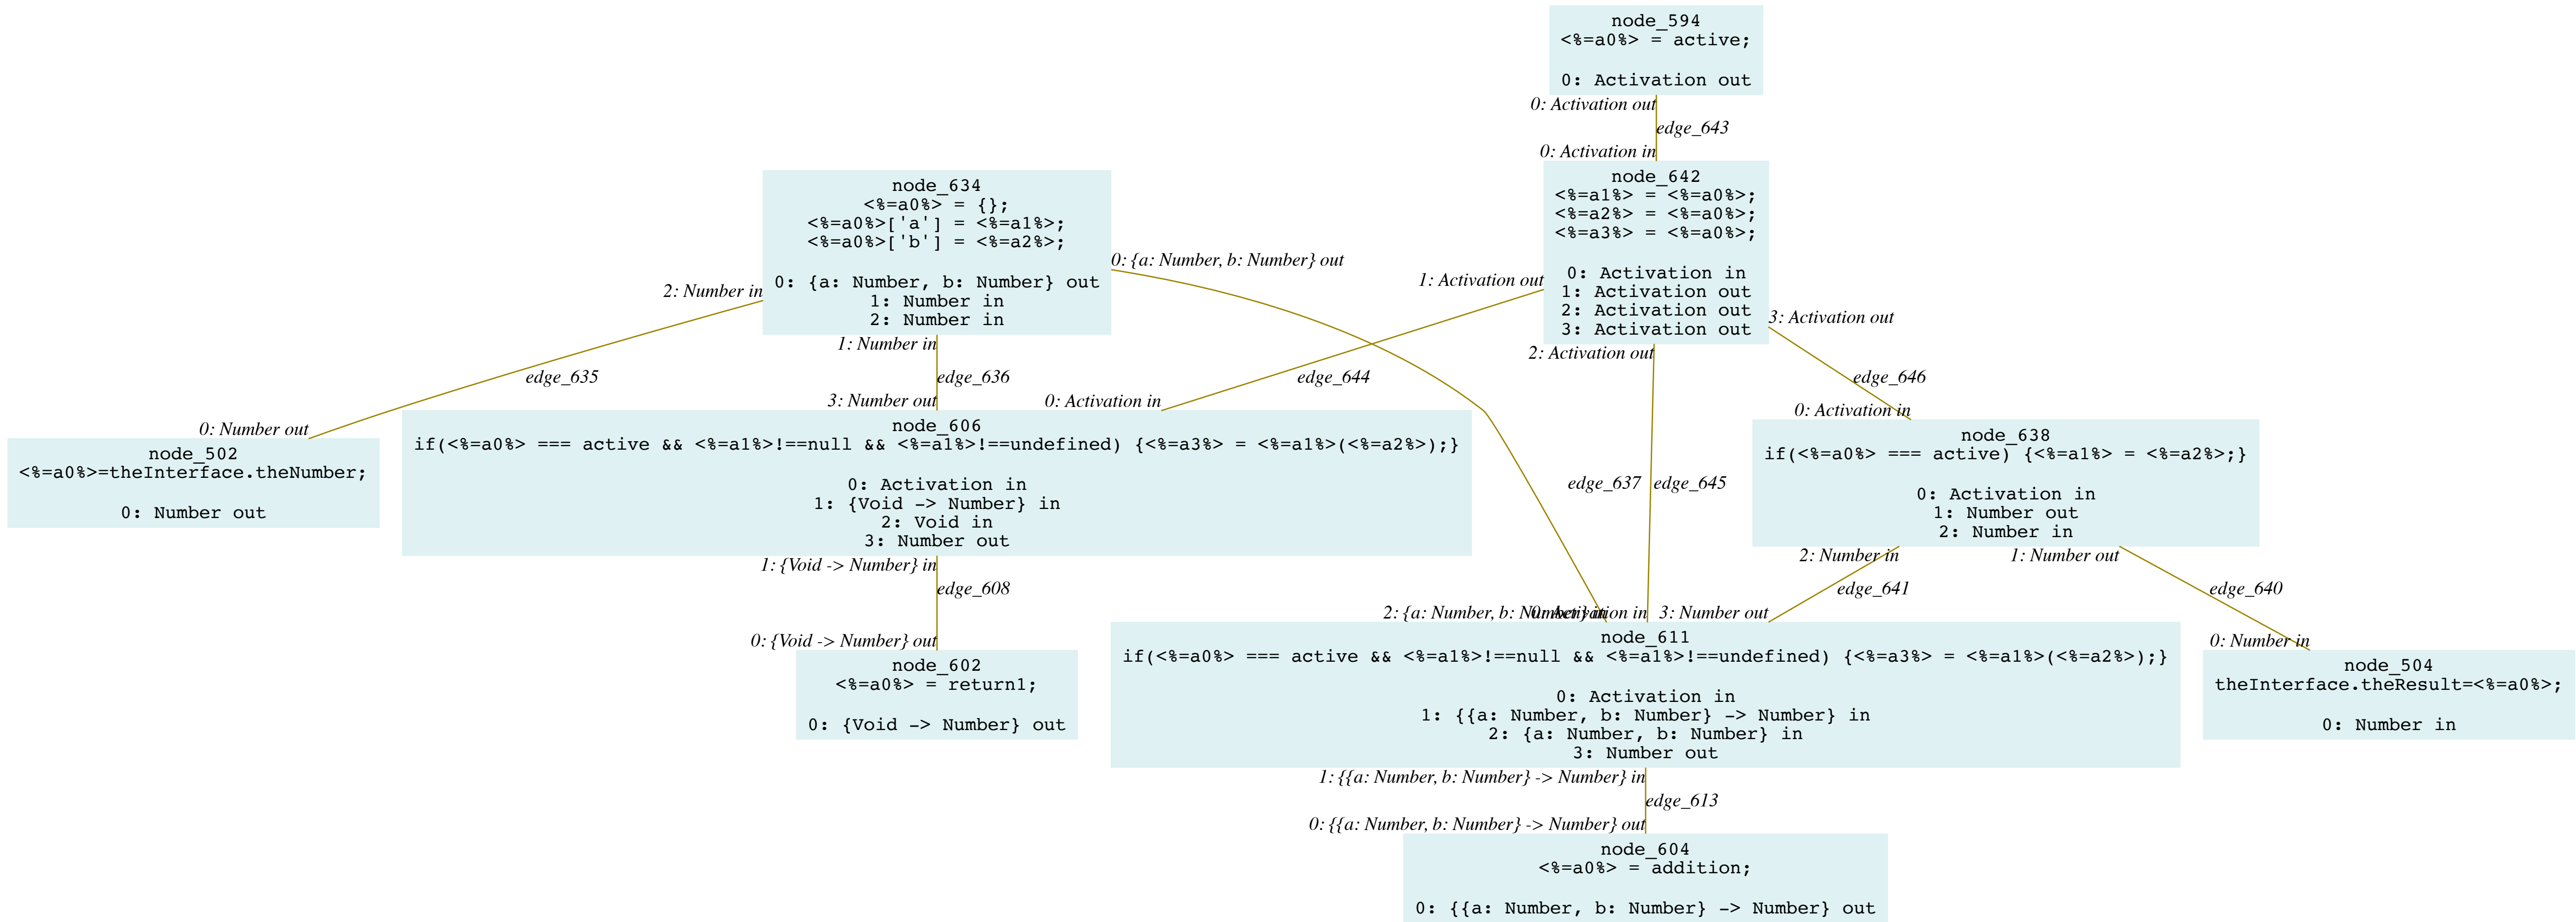 node_594
<%=a0%> = active;
0: Activation out
0: Activation out
edge_643
0: Activation in
node_642
<%=a1%> = <%=a0%>;
<%=a2%> = <%=a0%>;
<%=a3%> = <%=a0%>;
0: Activation in
1: Activation out
2: Activation out
3: Activation out
node_634
<%=a0%> = {};
<%=a0%>['a'] = <%=a1%>;
<%=a0%>['b'] = <%=a2%>;
0: {a: Number, b: Number} out
1: Number in
2: Number in
0: {a: Number, b: Number} out
1: Activation out
2: Number in
3: Activation out
1: Number in
2: Activation out
edge_635
edge_636
edge_644
edge_646
3: Number out
0: Activation in
0: Activation in
0: Number out
node_502
<%=a0%>=theInterface.theNumber;
0: Number out
node_606
if(<%=a0%> === active && <%=a1%>!==null && <%=a1%>!==undefined) {<%=a3%> = <%=a1%>(<%=a2%>);}
0: Activation in
1: {Void -> Number} in
2: Void in
3: Number out
edge_637
edge_645
node_638
if(<%=a0%> === active) {<%=a1%> = <%=a2%>;}
0: Activation in
1: Number out
2: Number in
1: {Void -> Number} in
edge_608
0: {Void -> Number} out
2: Number in
1: Number out
edge_641
edge_640
2: {a: Number, b: Number} in
0: Activation in
3: Number out
0: Number in
node_602
<%=a0%> = return1;
0: {Void -> Number} out
node_611
if(<%=a0%> === active && <%=a1%>!==null && <%=a1%>!==undefined) {<%=a3%> = <%=a1%>(<%=a2%>);}
0: Activation in
1: {{a: Number, b: Number} -> Number} in
2: {a: Number, b: Number} in
3: Number out
node_504
theInterface.theResult=<%=a0%>;
0: Number in
1: {{a: Number, b: Number} -> Number} in
edge_613
0: {{a: Number, b: Number} -> Number} out
node_604
<%=a0%> = addition;
0: {{a: Number, b: Number} -> Number} out